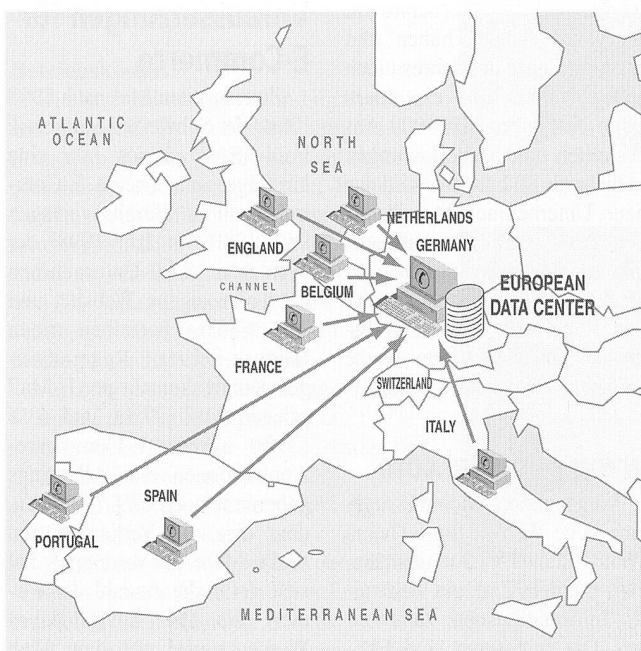 ATLANTIC
OCEAN
NORTH
SEA
NETHERLANDS
ENGLAND
GERMANY
CHANNEL
BELGIUM
EUROPEAN
DATA CENTER
FRANCE
SWITZERLAND
ITALY
SPAIN
PORTUGAL
MEDITERRANEAN SEA